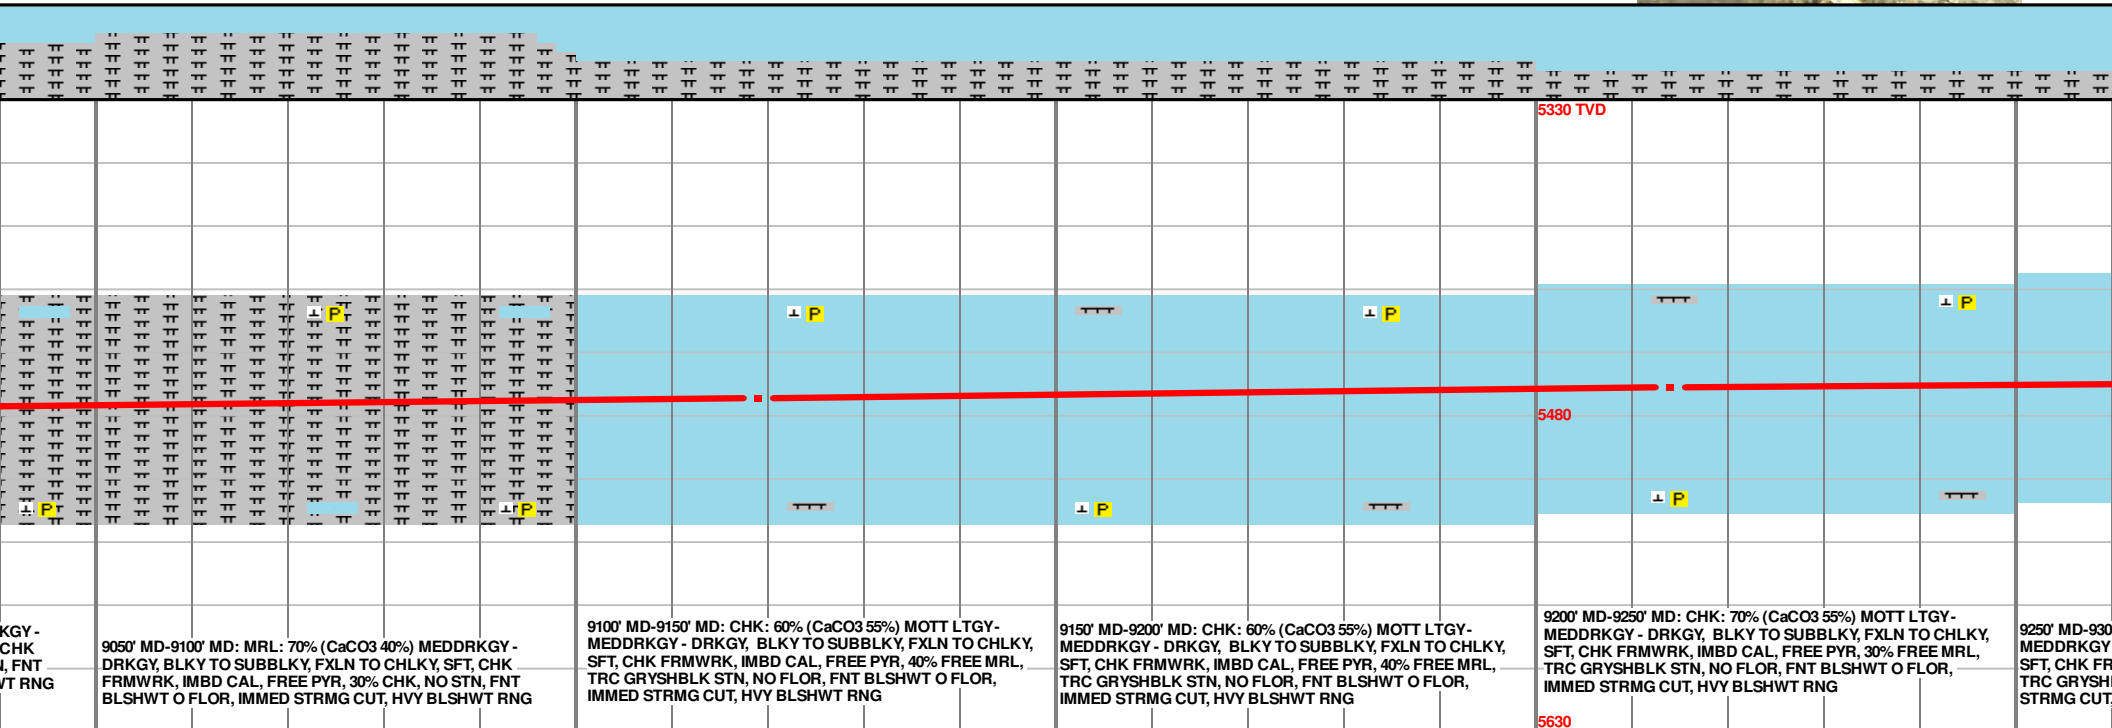 5330 TVD
P
P
P
P
P
5480
P
P
P
P
KGY -
CHK
N, FNT
WT RNG
9050' MD-9100' MD: MRL: 70% (CaCO3 40%) MEDDRKGY -
DRKGY, BLKY TO SUBBLKY, FXLN TO CHLKY, SFT, CHK
FRMWRK, IMBD CAL, FREE PYR, 30% CHK, NO STN, FNT
BLSHWT O FLOR, IMMED STRMG CUT, HVY BLSHWT RNG
9100' MD-9150' MD: CHK: 60% (CaCO3 55%) MOTT LTGY-
MEDDRKGY - DRKGY, BLKY TO SUBBLKY, FXLN TO CHLKY,
SFT, CHK FRMWRK, IMBD CAL, FREE PYR, 40% FREE MRL,
TRC GRYSHBLK STN, NO FLOR, FNT BLSHWT O FLOR,
IMMED STRMG CUT, HVY BLSHWT RNG
9150' MD-9200' MD: CHK: 60% (CaCO3 55%) MOTT LTGY-
MEDDRKGY - DRKGY, BLKY TO SUBBLKY, FXLN TO CHLKY,
SFT, CHK FRMWRK, IMBD CAL, FREE PYR, 40% FREE MRL,
TRC GRYSHBLK STN, NO FLOR, FNT BLSHWT O FLOR,
IMMED STRMG CUT, HVY BLSHWT RNG
9200' MD-9250' MD: CHK: 70% (CaCO3 55%) MOTT LTGY-
MEDDRKGY - DRKGY, BLKY TO SUBBLKY, FXLN TO CHLKY,
SFT, CHK FRMWRK, IMBD CAL, FREE PYR, 30% FREE MRL,
TRC GRYSHBLK STN, NO FLOR, FNT BLSHWT O FLOR,
IMMED STRMG CUT, HVY BLSHWT RNG
9250' MD-930
MEDDRKGY
SFT, CHK FR
TRC GRYSH
STRMG CUT,
5630